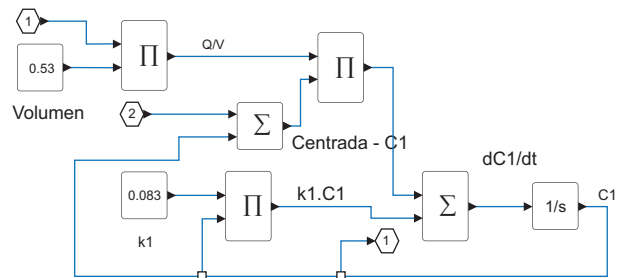 1
Q/V
∏
∏
0.53
Volumen
2
Σ
Centrada - C1
dC1/dt
0.083
∏
k1.C1
Σ
1/s
C1
k1
1